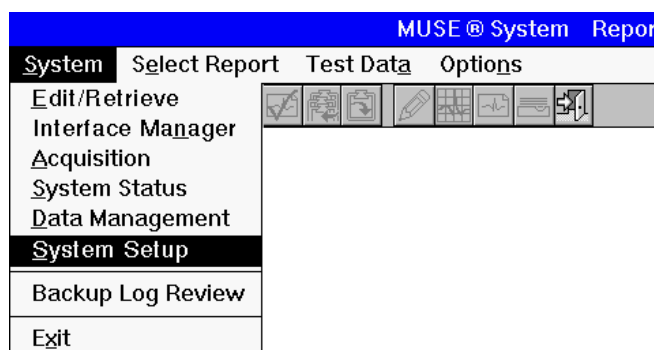 MUSE ® System Repor
System Select Report Test Data Options
Edit/Retrieve
Interface Manager
Acquisition
System Status
Data Management
System Setup
Backup Log Review
Exit